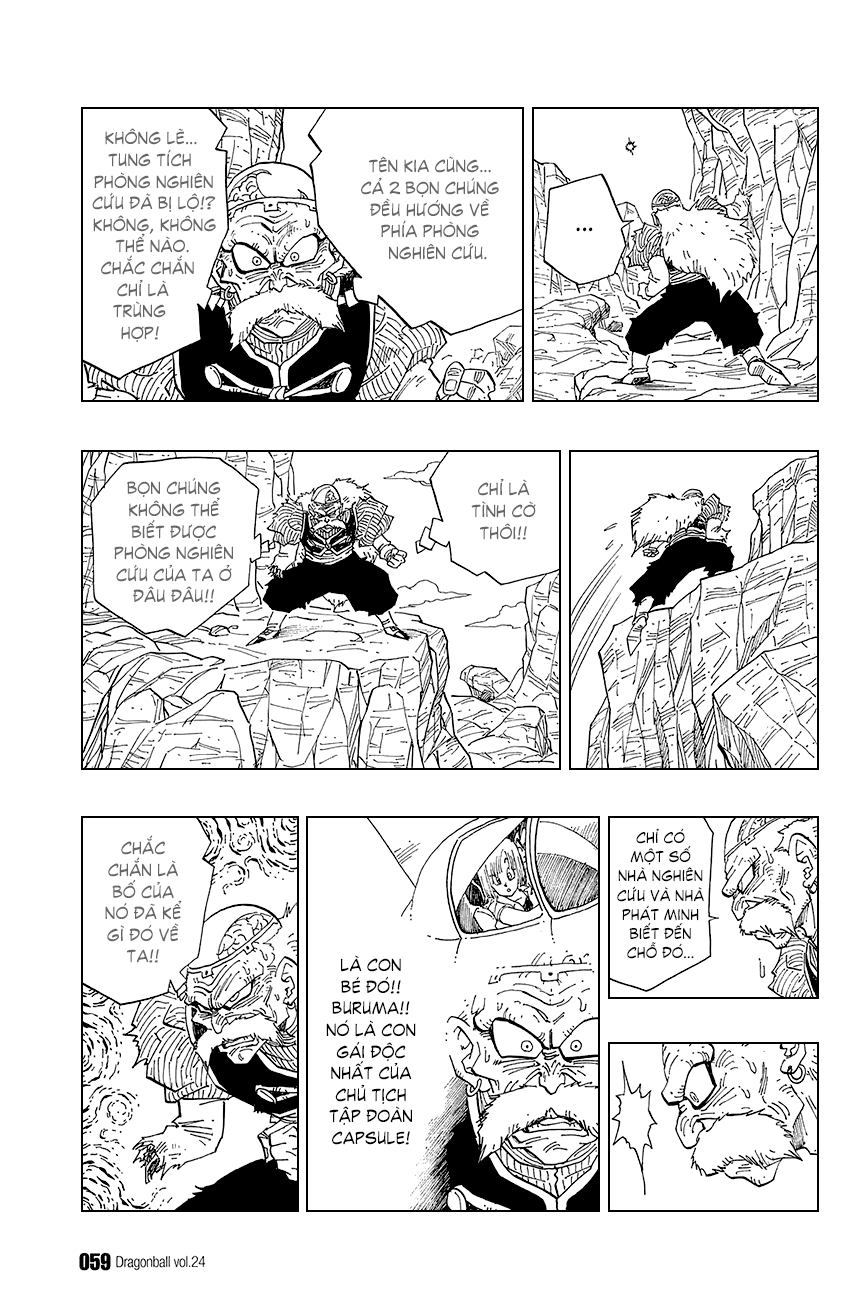 ...
TÊN KIA CŨNG...
CẢ 2 BỌN CHÚNG
ĐỀU HƯỚNG VỀ
PHÍA PHÒNG
NGHIÊN CỨU.
KHÔNG LẼ...
TUNG TÍCH
PHÒNG NGHIÊN
CỨU ĐÃ BỊ LỘ!?
KHÔNG, KHÔNG
THỂ NÀO.
CHẮC CHẮN
CHỈ LÀ
TRÙNG
HỢP!
CHỈ LÀ
TÌNH CỜ
THÔI!!
BỌN CHÚNG
KHÔNG THỂ
BIẾT ĐƯỢC
PHÒNG NGHIÊN
CỨU CỦA TA Ở
ĐÂU ĐÂU!!
CHỈ CÓ
MỘT SỐ
NHÀ NGHIÊN
CỨU VÀ NHÀ
PHÁT MINH
BIẾT ĐẾN
CHỖ ĐÓ...
LÀ CON
BÉ ĐÓ!!
BURUMA!!
NÓ LÀ CON
GÁI ĐỘC
NHẤT CỦA
CHỦ TỊCH
TẬP ĐOÀN
CAPSULE!
CHẮC
CHẮN LÀ
BỐ CỦA
NÓ ĐÃ KỂ
GÌ ĐÓ VỀ
TA!!
059 Dragonball vol.24